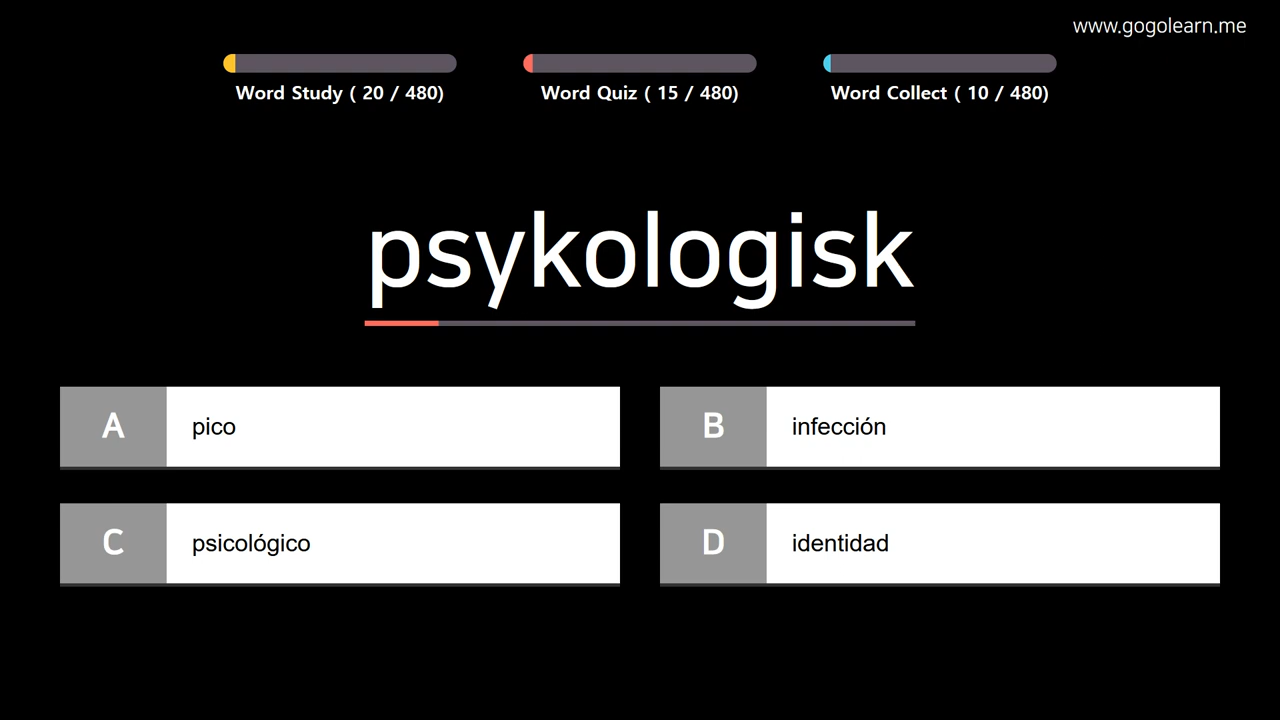 www.gogolearn.me
Word Study ( 20 / 480)
Word Quiz ( 15 / 480)
Word Collect ( 10 / 480)
psykologisk
A
pico
B
infección
C
psicológico
D
identidad